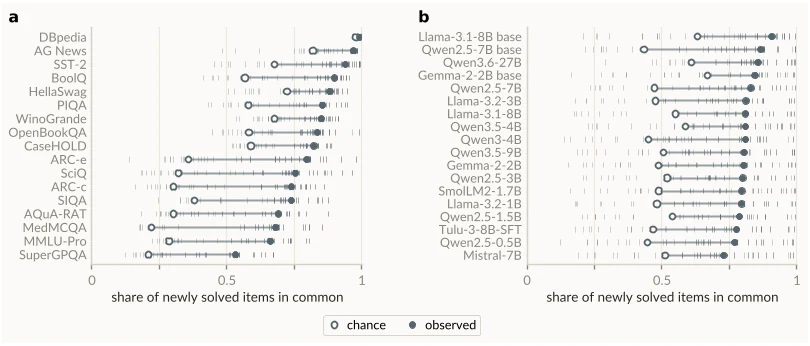 a
DBpedia
AG News
SST-2
BoolQ
HellaSwag
PIQA
WinoGrande
OpenBookQA
CaseHOLD
ARC-e
SciQ
ARC-c
SIQA
AQuA-RAT
MedMCQA
MMLU-Pro
SuperGPQA
0 0.5 1
share of newly solved items in common
b
Llama-3.1-8B base
Qwen2.5-7B base
Qwen3.6-27B
Gemma-2-2B base
Qwen2.5-7B
Llama-3.2-3B
Llama-3.1-8B
Qwen3.5-4B
Qwen3-4B
Qwen3.5-9B
Gemma-2-2B
Qwen2.5-3B
SmolLM2-1.7B
Llama-3.2-1B
Qwen2.5-1.5B
Tulu-3-8B-SFT
Qwen2.5-0.5B
Mistral-7B
0 0.5 1
share of newly solved items in common
chance observed